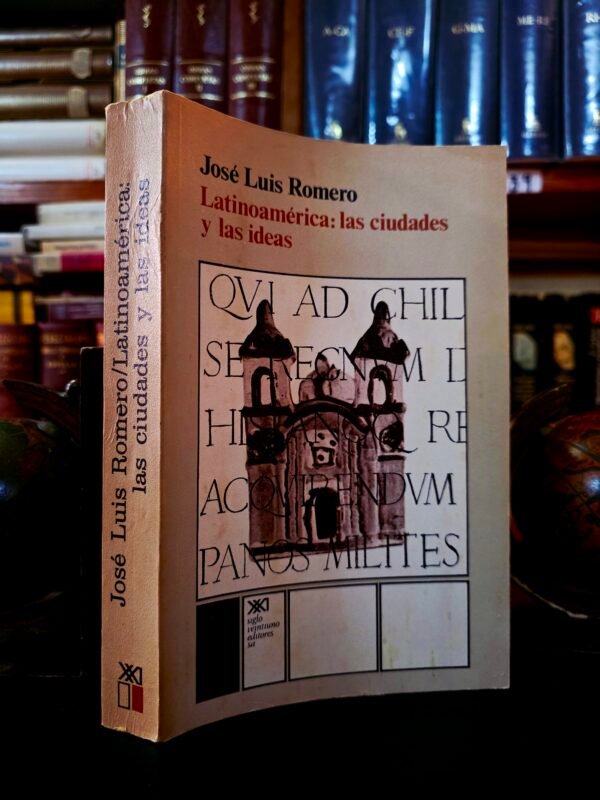 José Luis Romero
Latinoamérica: las ciudades
y las ideas
QVI AD CHIL
SE REGNVM D
RE
ACQVIRENDVM
PANOS MILITES
siglo
veintiuno
editores
sa
José Luis Romero/Latinoamérica:
las ciudades y las ideas